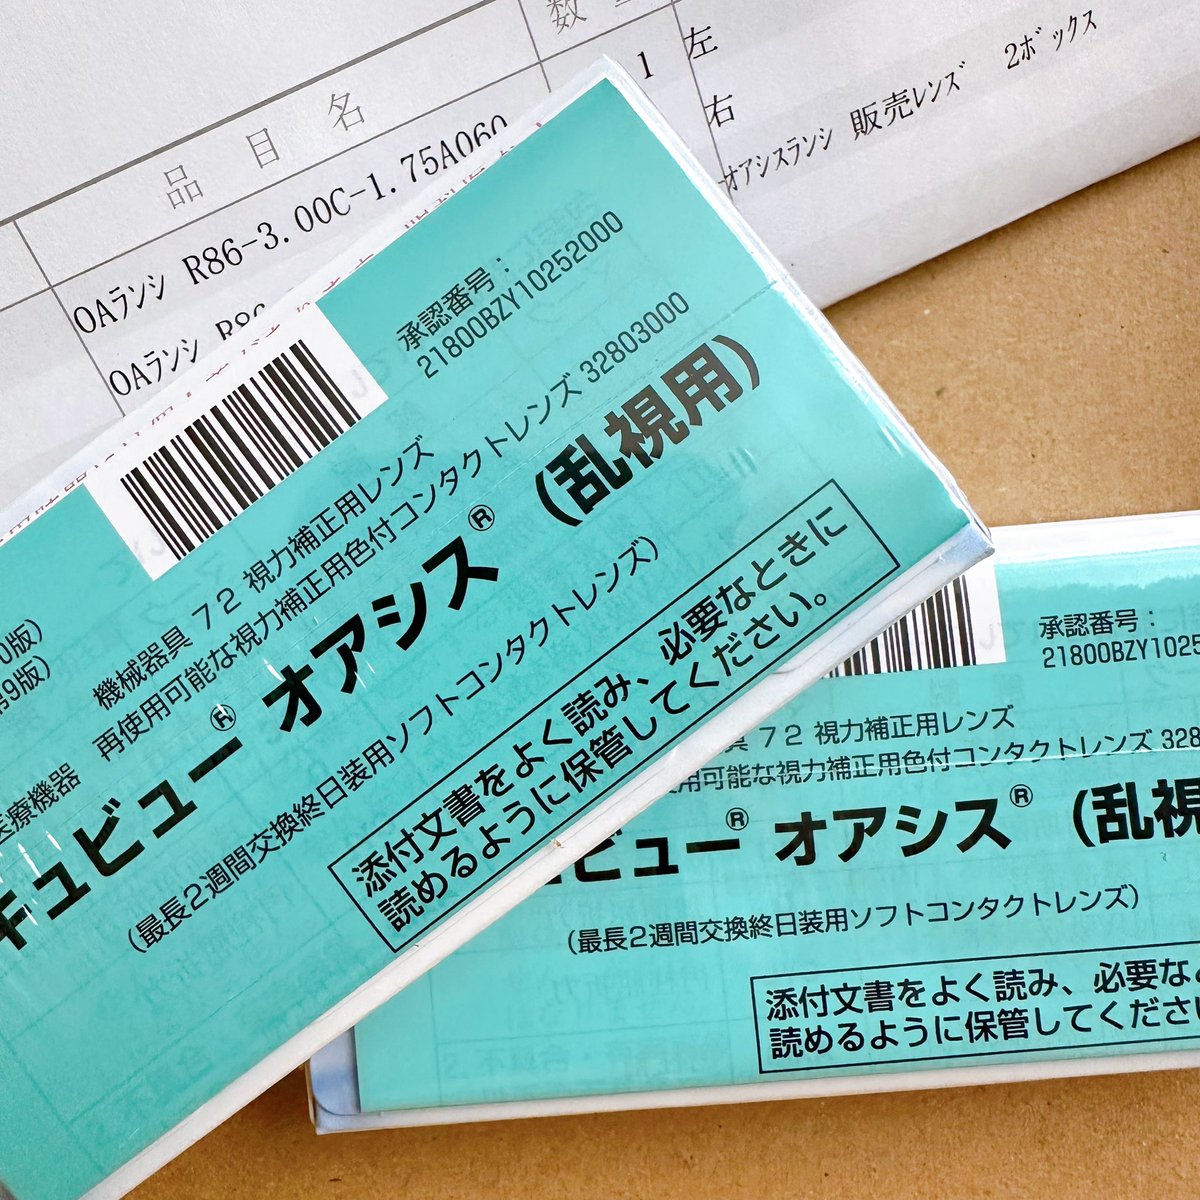 品目名
数
OAﾗﾝｼ R86-3.00C-1.75A060
1
左
OAﾗﾝｼ R86
右
ｵｱｼｽﾗﾝｼ 販売ﾚﾝｽﾞ 2ﾎﾞｯｸｽ
承認番号：
21800BZY10252000
機械器具 72 視力補正用レンズ
再使用可能な視力補正用色付コンタクトレンズ 32803000
0版)
第9版)
医療機器
キュビュー® オアシス® (乱視用)
(最長2週間交換終日装用ソフトコンタクトレンズ)
添付文書をよく読み、必要なときに
読めるように保管してください。
承認番号：
21800BZY1025
具 72 視力補正用レンズ
用可能な視力補正用色付コンタクトレンズ 328
ビュー® オアシス® (乱視
(最長2週間交換終日装用ソフトコンタクトレンズ)
添付文書をよく読み、必要な
読めるように保管してくださ